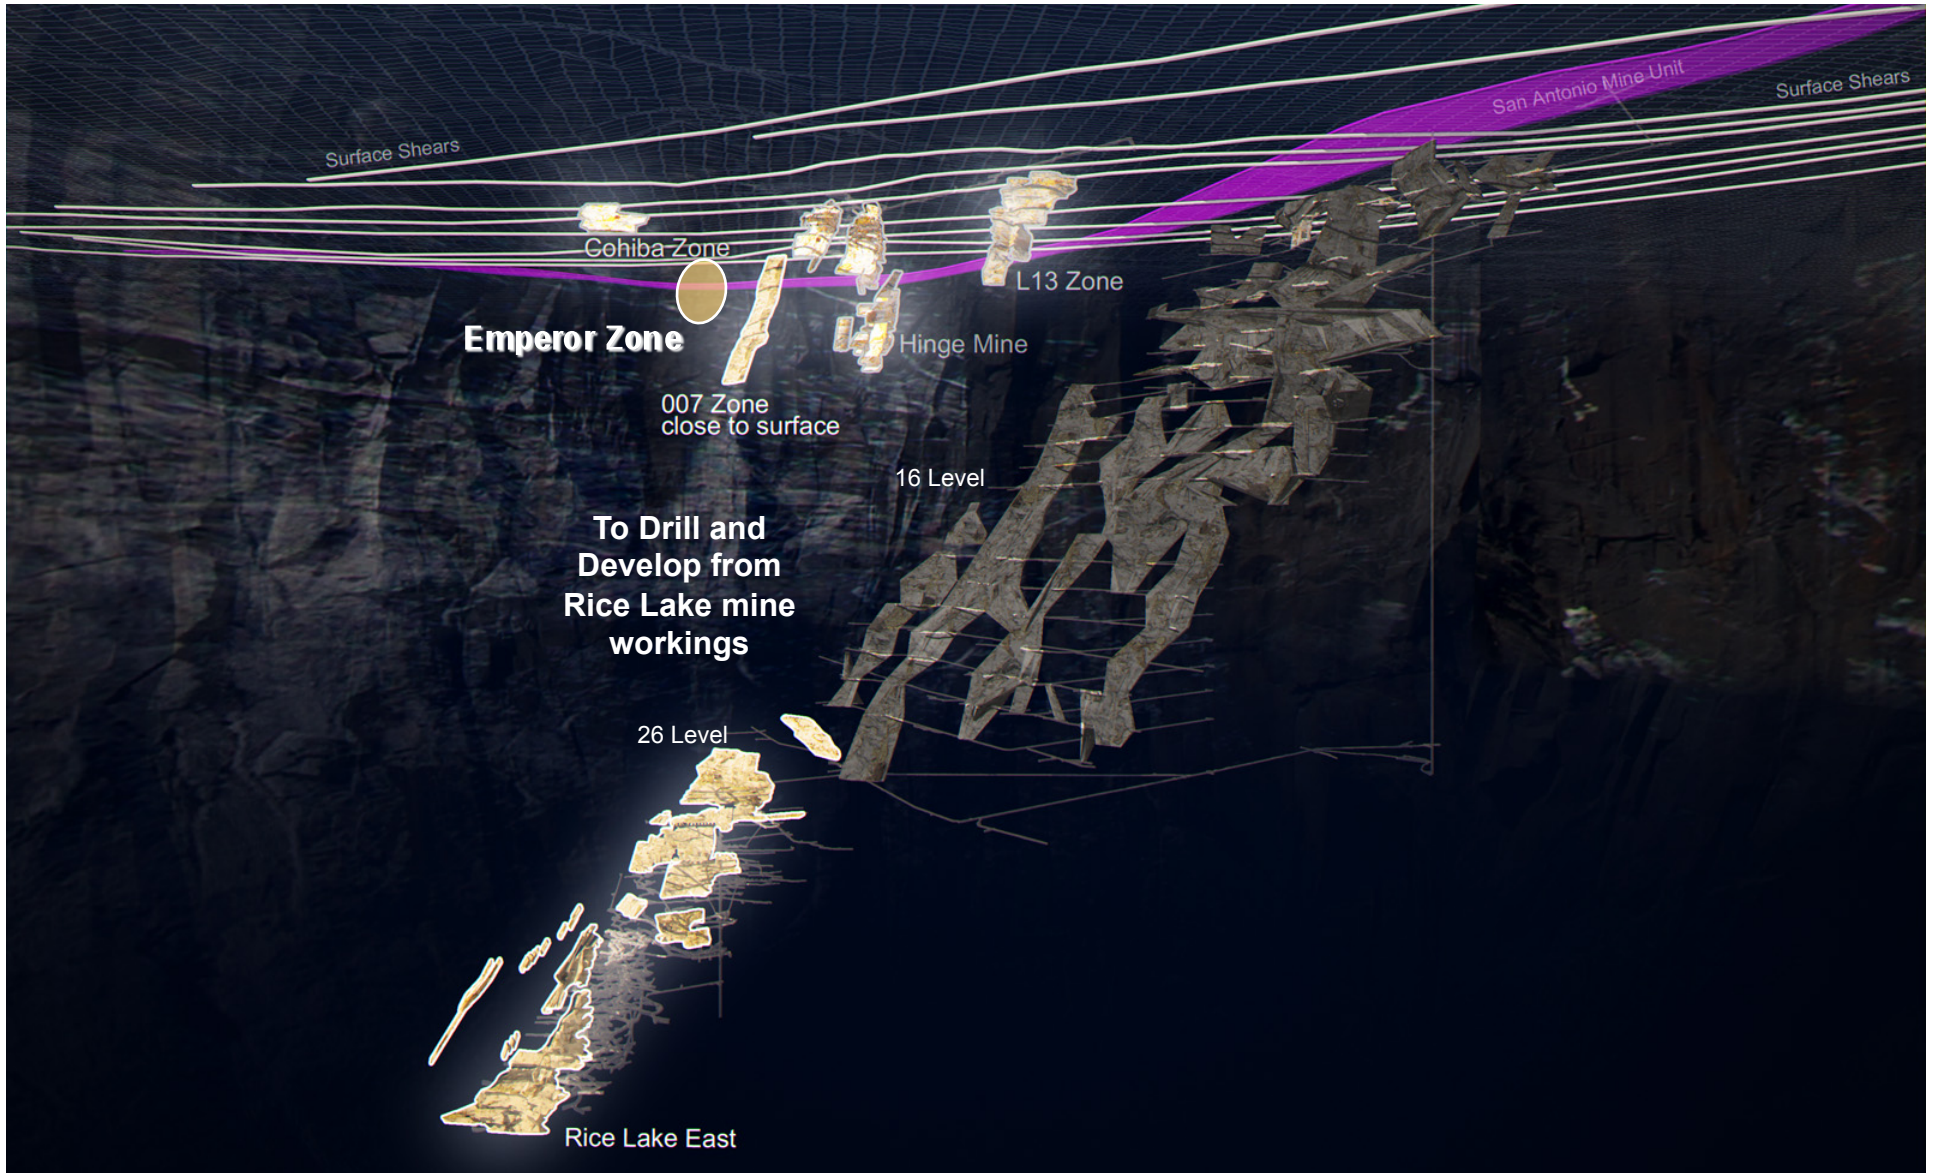 San Antonio Mine Unit
Surface Shears
Surface Shears
Cohiba Zone
L13 Zone
Emperor Zone
Hinge Mine
007 Zone
close to surface
16 Level
To Drill and
Develop from
Rice Lake mine
workings
26 Level
Rice Lake East